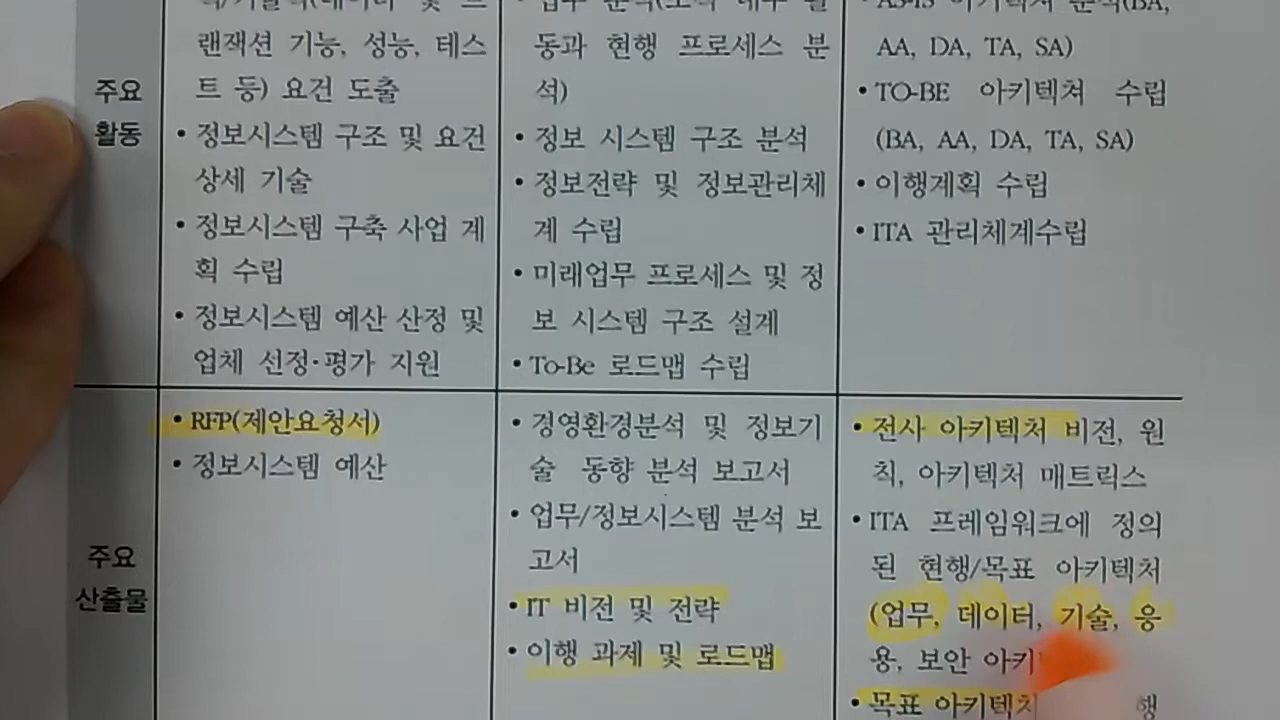 랜잭션 기능, 성능, 테스
트 등) 요건 도출
• 정보시스템 구조 및 요건
상세 기술
• 정보시스템 구축 사업 계
획 수립
• 정보시스템 예산 산정 및
업체 선정·평가 지원
동과 현행 프로세스 분
석)
• 정보 시스템 구조 분석
• 정보전략 및 정보관리체
계 수립
• 미래업무 프로세스 및 정
보 시스템 구조 설계
• To-Be 로드맵 수립
AA, DA, TA, SA)
• TO-BE 아키텍쳐 수립
(BA, AA, DA, TA, SA)
• 이행계획 수립
• ITA 관리체계수립
주요
활동
• RFP(제안요청서)
• 정보시스템 예산
• 경영환경분석 및 정보기
술 동향 분석 보고서
• 업무/정보시스템 분석 보
고서
• IT 비전 및 전략
• 이행 과제 및 로드맵
• 전사 아키텍처 비전, 원
칙, 아키텍처 매트릭스
• ITA 프레임워크에 정의
된 현행/목표 아키텍처
(업무, 데이터, 기술, 응
용, 보안 아키
• 목표 아키텍처 행
주요
산출물